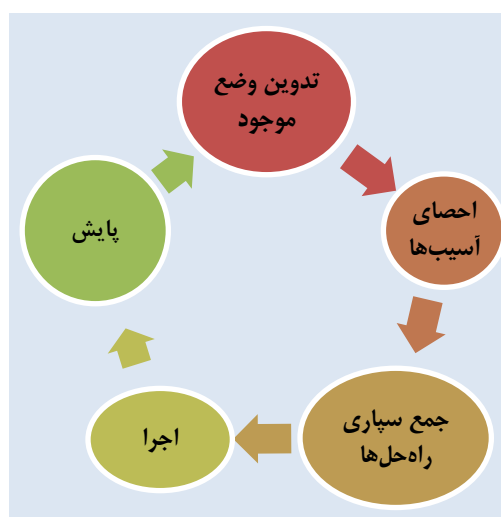 تدوین وضع
موجود
احصای
آسیب‌ها
جمع سپاری
راه‌حل‌ها
اجرا
پایش